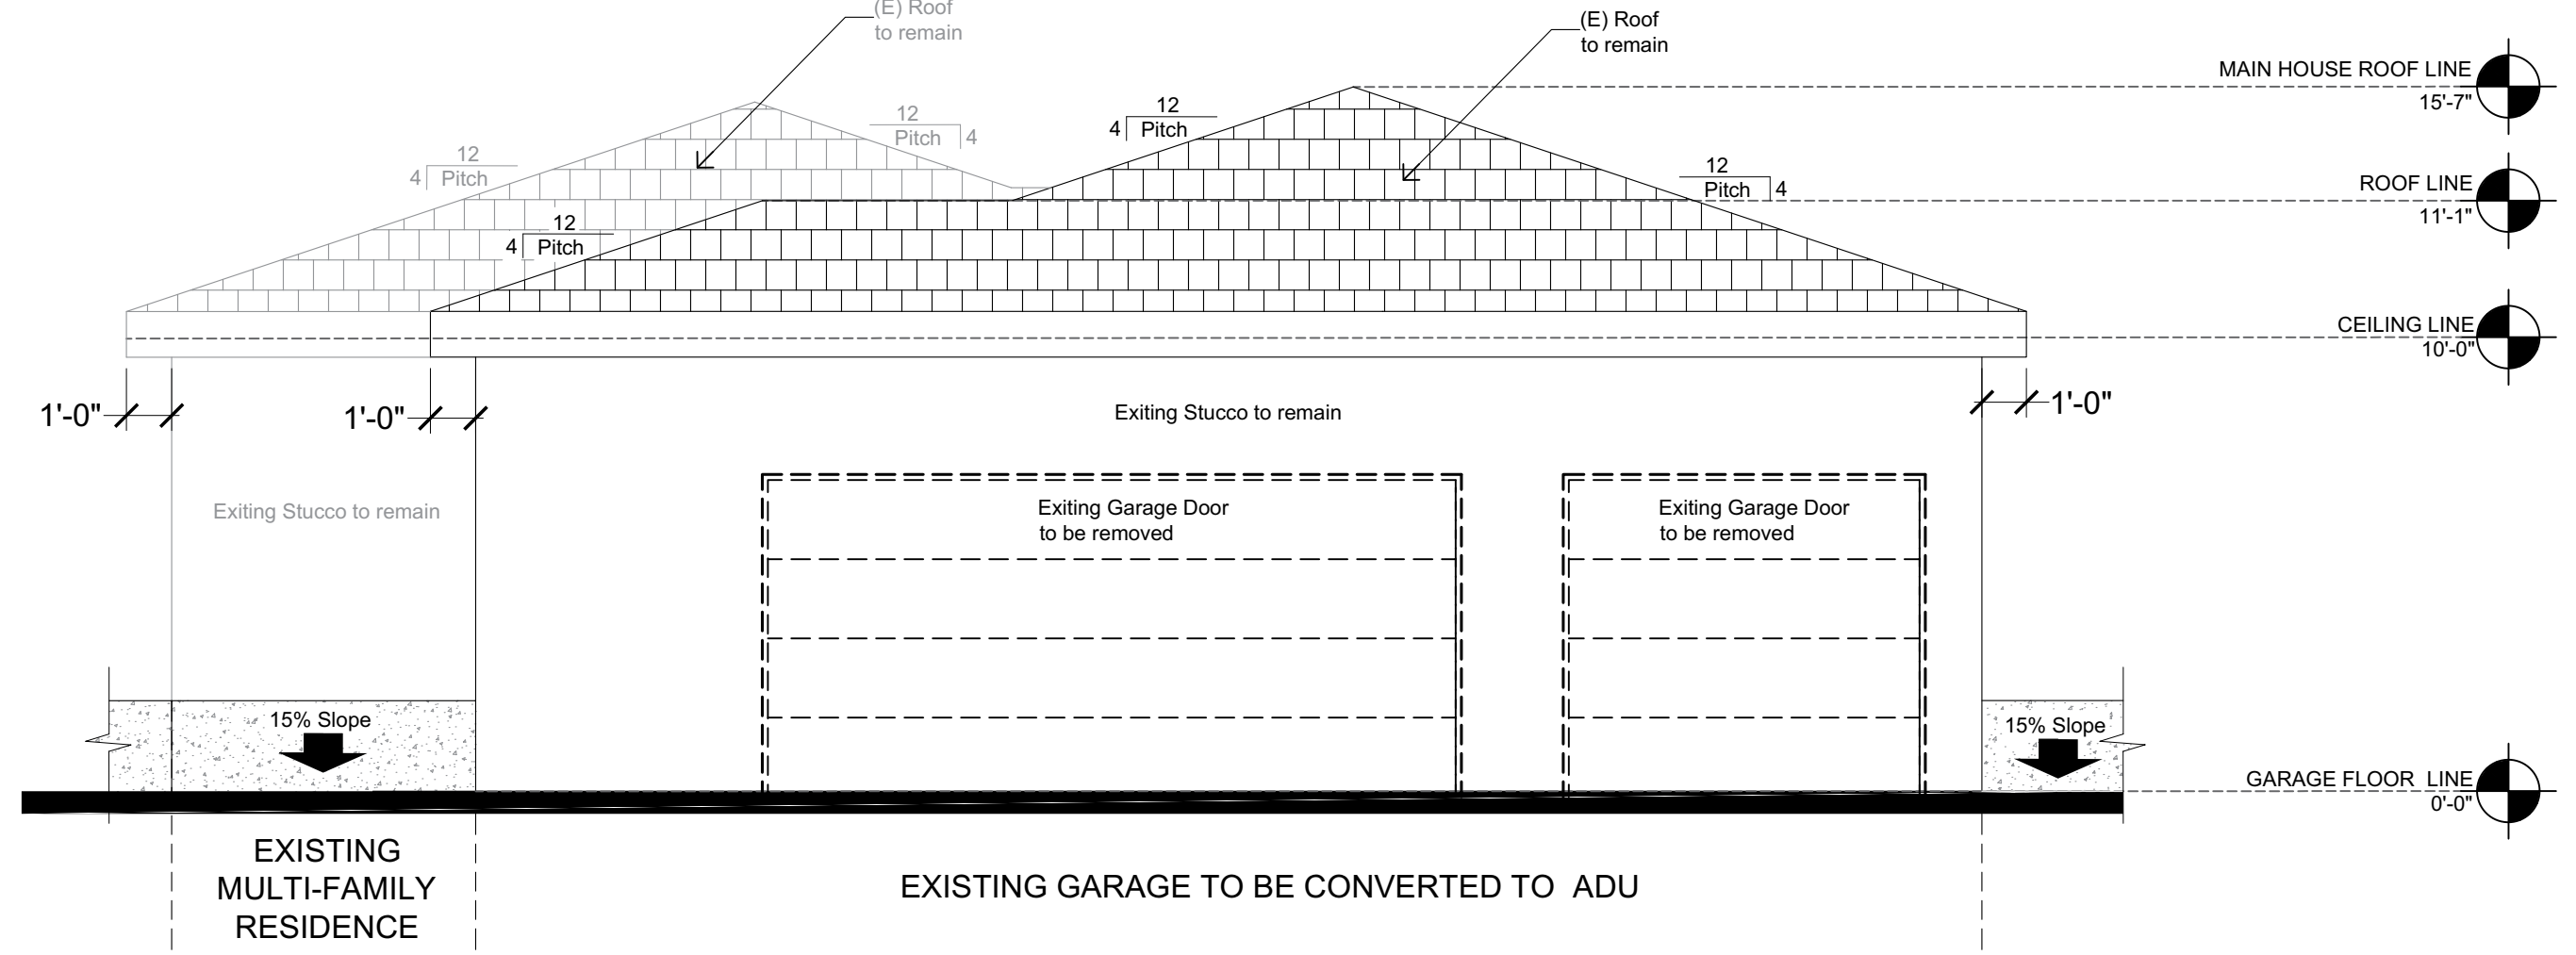 (E) Roof
to remain
(E) Roof
to remain
MAIN HOUSE ROOF LINE
15'-7"
12
4 Pitch
12
Pitch 4
12
4 Pitch
12
Pitch 4
ROOF LINE
11'-1"
12
4 Pitch
CEILING LINE
10'-0"
1'-0"
1'-0"
1'-0"
Exiting Stucco to remain
Exiting Stucco to remain
Exiting Garage Door
to be removed
Exiting Garage Door
to be removed
15% Slope
15% Slope
GARAGE FLOOR LINE
0'-0"
EXISTING
MULTI-FAMILY
RESIDENCE
EXISTING GARAGE TO BE CONVERTED TO ADU